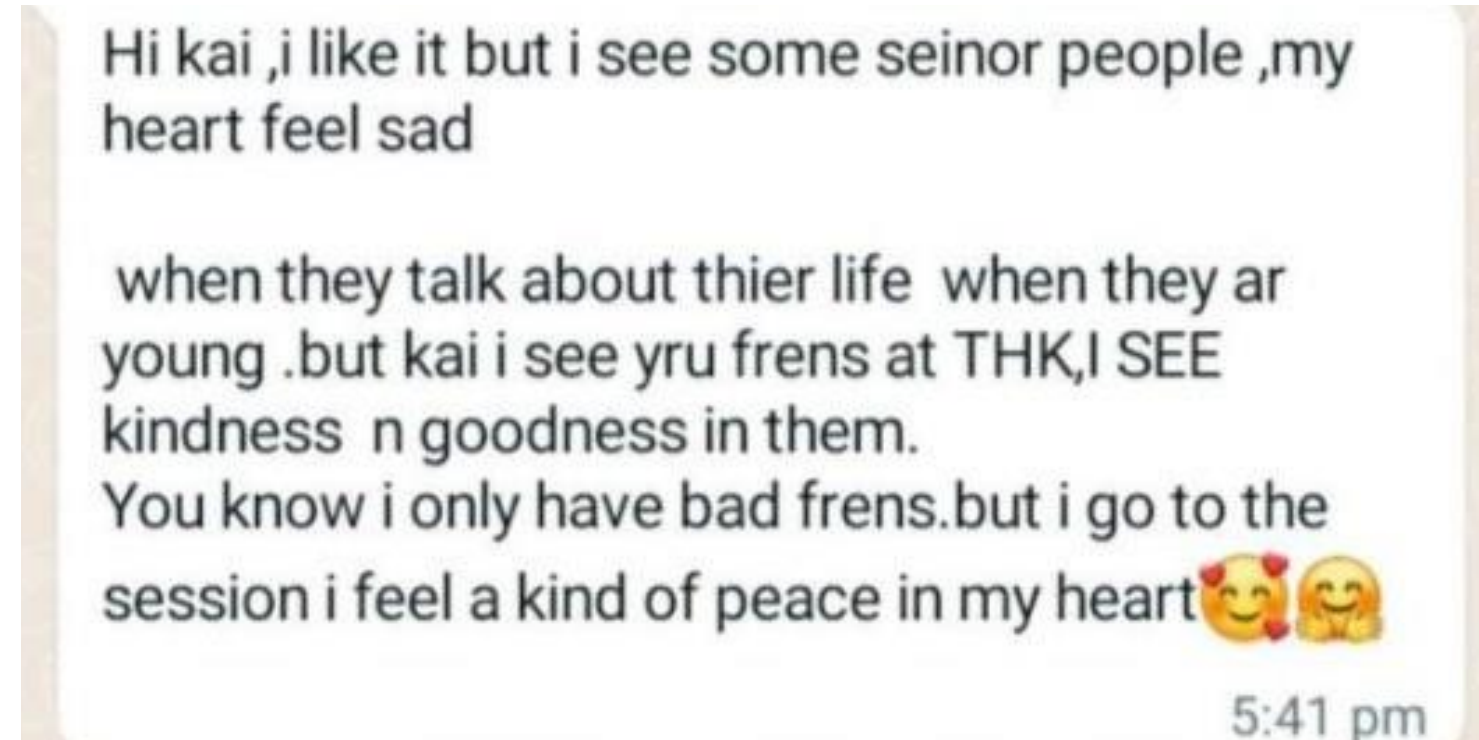 Hi kai ,i like it but i see some seinor people ,my
heart feel sad
when they talk about thier life  when they ar
young .but kai i see yru frens at THK,I SEE
kindness  n goodness in them.
You know i only have bad frens.but i go to the
session i feel a kind of peace in my heart🥰🤗
5:41 pm